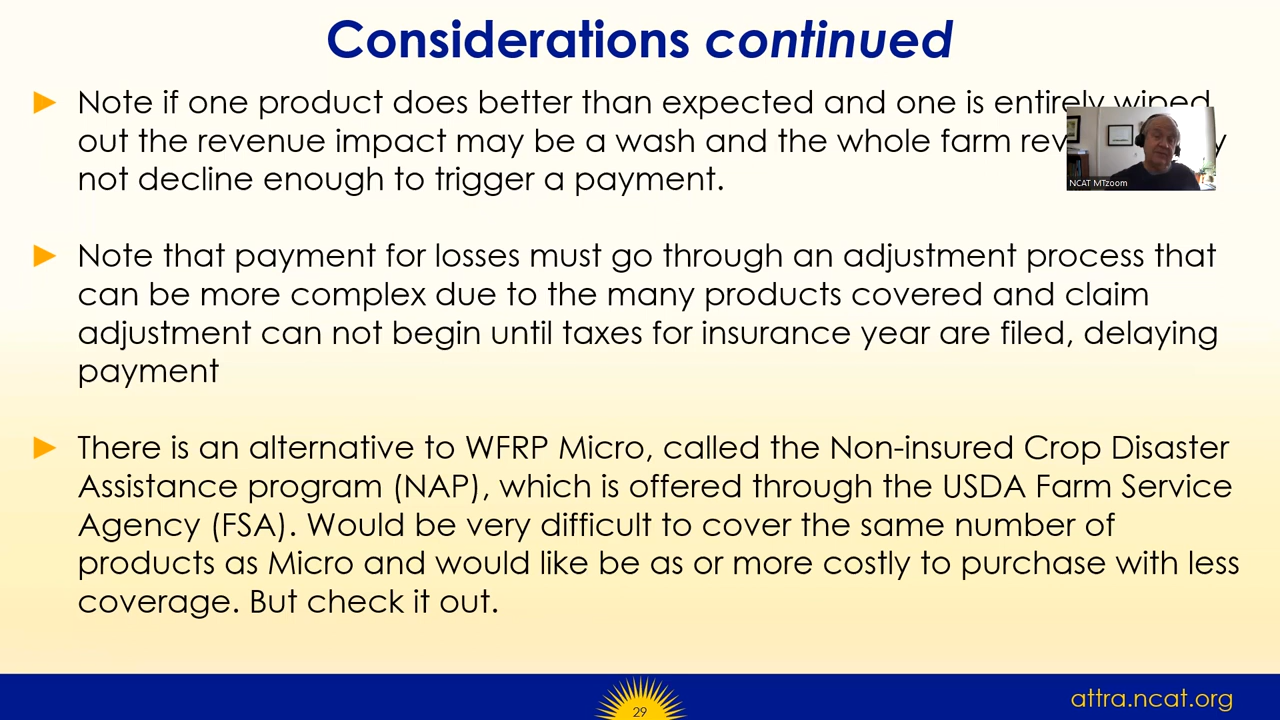 Considerations continued
► Note if one product does better than expected and one is entirely wiped
out the revenue impact may be a wash and the whole farm
not decline enough to trigger a payment.
► Note that payment for losses must go through an adjustment process that
can be more complex due to the many products covered and claim
adjustment can not begin until taxes for insurance year are filed, delaying
payment
► There is an alternative to WFRP Micro, called the Non-insured Crop Disaster
Assistance program (NAP), which is offered through the USDA Farm Service
Agency (FSA). Would be very difficult to cover the same number of
products as Micro and would like be as or more costly to purchase with less
coverage. But check it out.
NCAT MTzoom
29
attra.ncat.org